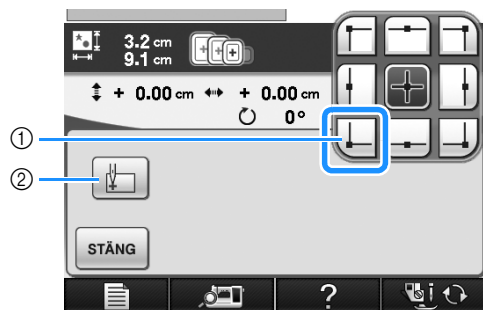 3.2 cm
9.1 cm
+ 0.00 cm + 0.00 cm
0°
①
②
STÄNG
?